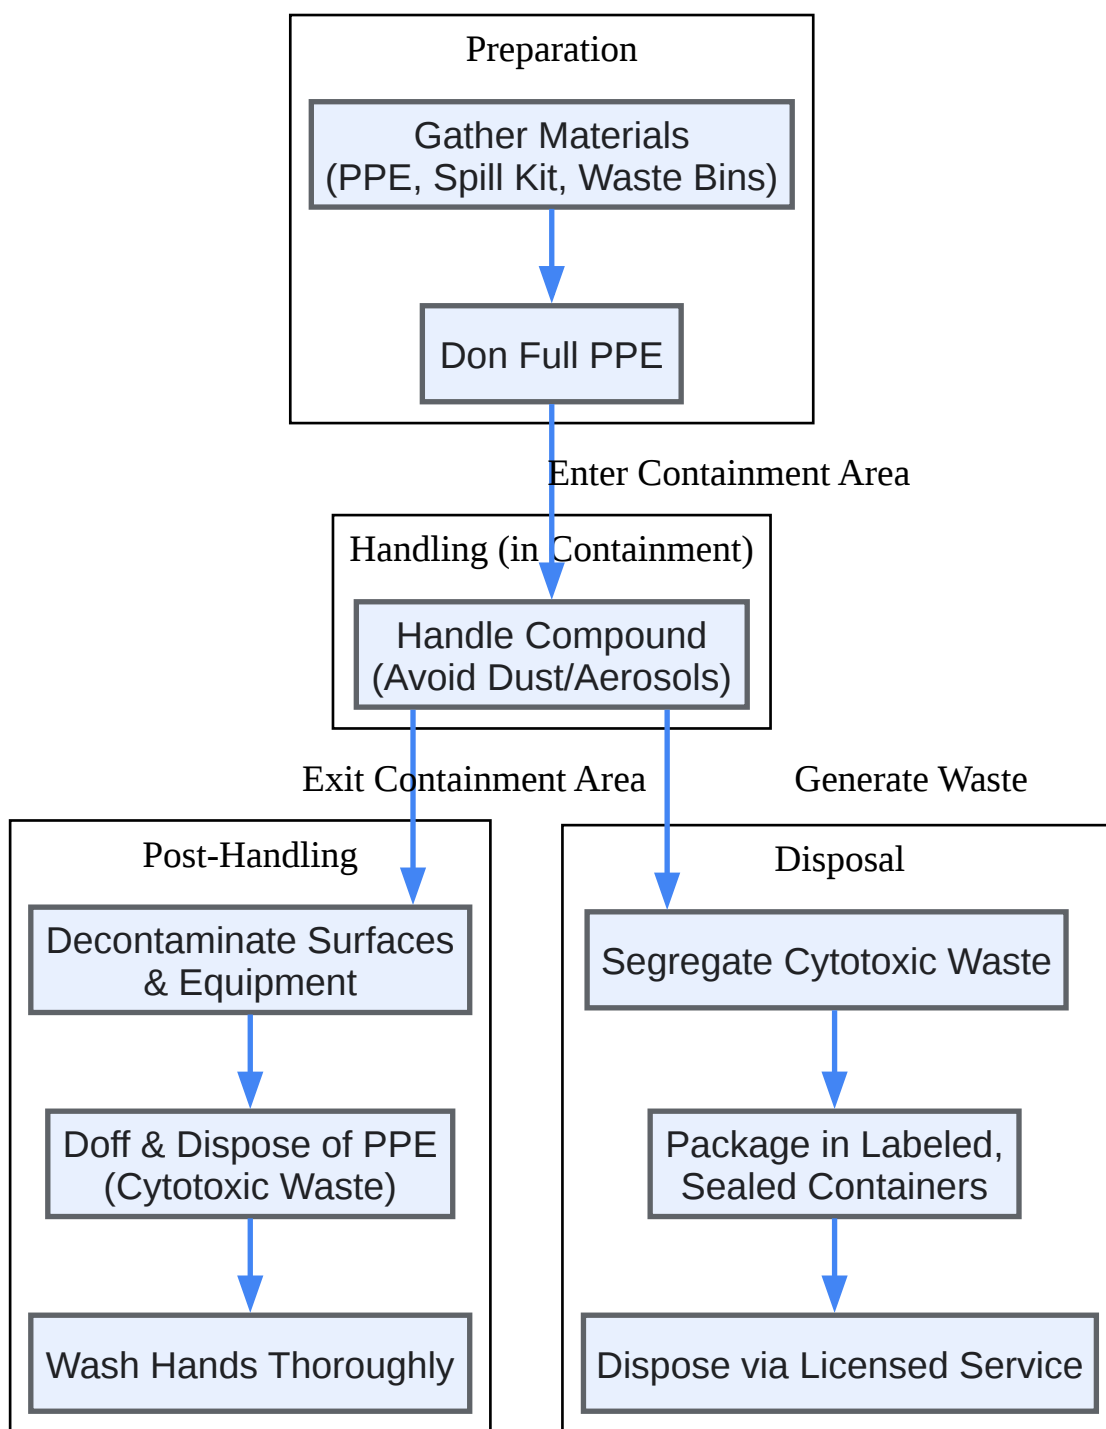 Preparation
Gather Materials
(PPE, Spill Kit, Waste Bins)
Don Full PPE
Enter Containment Area
Handling (in Containment)
Handle Compound
(Avoid Dust/Aerosols)
Exit Containment Area
Generate Waste
Post-Handling
Decontaminate Surfaces
& Equipment
Doff & Dispose of PPE
(Cytotoxic Waste)
Wash Hands Thoroughly
Disposal
Segregate Cytotoxic Waste
Package in Labeled,
Sealed Containers
Dispose via Licensed Service